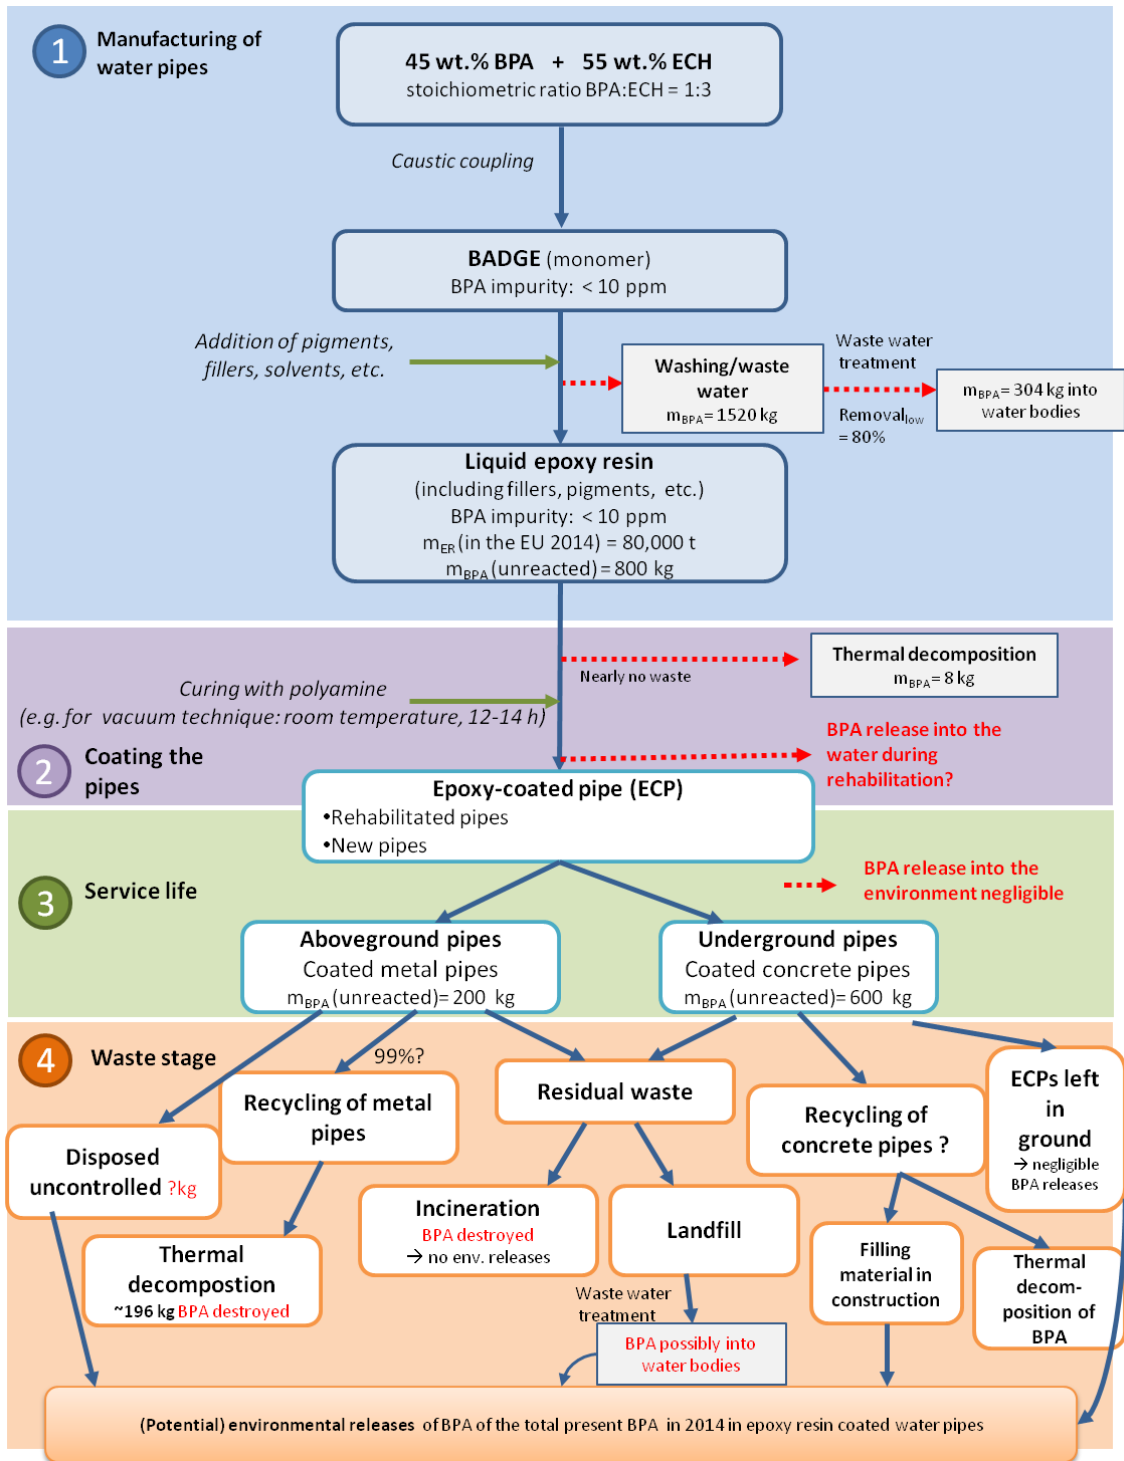 1
Manufacturing of
water pipes
45 wt.% BPA + 55 wt.% ECH
stoichiometric ratio BPA:ECH = 1:3
Caustic coupling
BADGE (monomer)
BPA impurity: < 10 ppm
Addition of pigments,
fillers, solvents, etc.
Washing/waste
water
mBPA = 1520 kg
Waste water
treatment
Removallow
= 80%
mBPA = 304 kg into
water bodies
Liquid epoxy resin
(including fillers, pigments, etc.)
BPA impurity: < 10 ppm
mER (in the EU 2014) = 80,000 t
mBPA (unreacted) = 800 kg
Nearly no waste
Thermal decomposition
mBPA = 8 kg
Curing with polyamine
(e.g. for vacuum technique: room temperature, 12-14 h)
BPA release into the
water during
rehabilitation?
2
Coating the
pipes
Epoxy-coated pipe (ECP)
•Rehabilitated pipes
•New pipes
3
Service life
BPA release into the
environment negligible
Aboveground pipes
Coated metal pipes
mBPA (unreacted) = 200 kg
Underground pipes
Coated concrete pipes
mBPA (unreacted) = 600 kg
4
Waste stage
99%?
Recycling of metal
pipes
Residual waste
Recycling of
concrete pipes ?
ECPs left
in
ground
→ negligible
BPA releases
Disposed
uncontrolled ?kg
Thermal
decompostion
~196 kg BPA destroyed
Incineration
BPA destroyed
→ no env. releases
Landfill
Filling
material in
construction
Thermal
decom-
position of
BPA
Waste water
treatment
BPA possibly into
water bodies
(Potential) environmental releases of BPA of the total present BPA in 2014 in epoxy resin coated water pipes